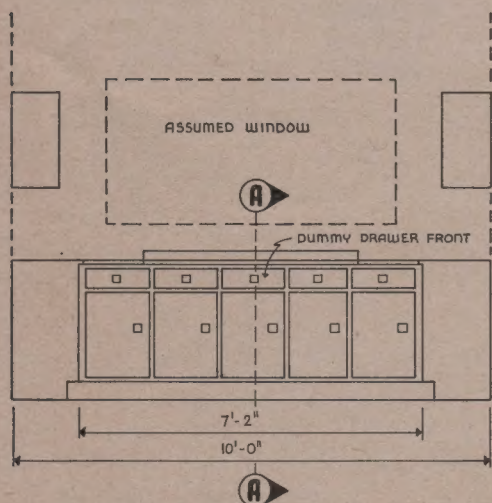 ASSUMED WINDOW
A
DUMMY DRAWER FRONT
7'-2"
10'-0"
A